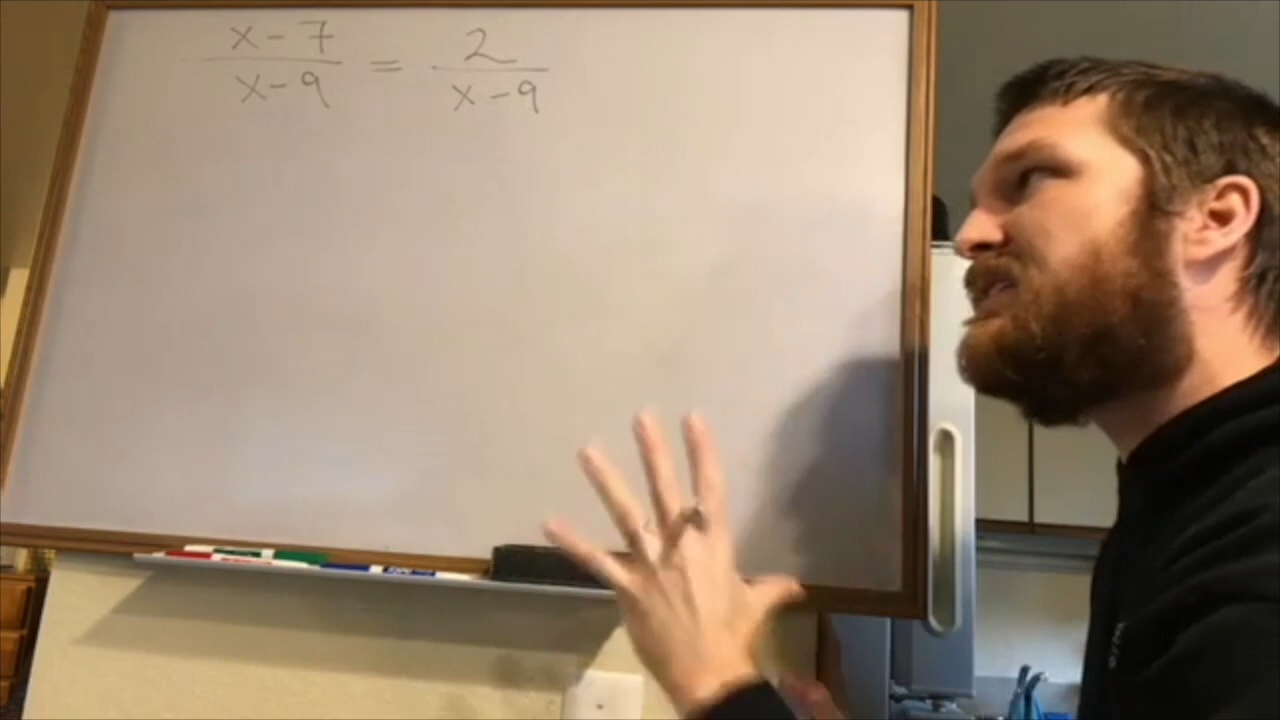 x-7 / x-9 = 2 / x-9